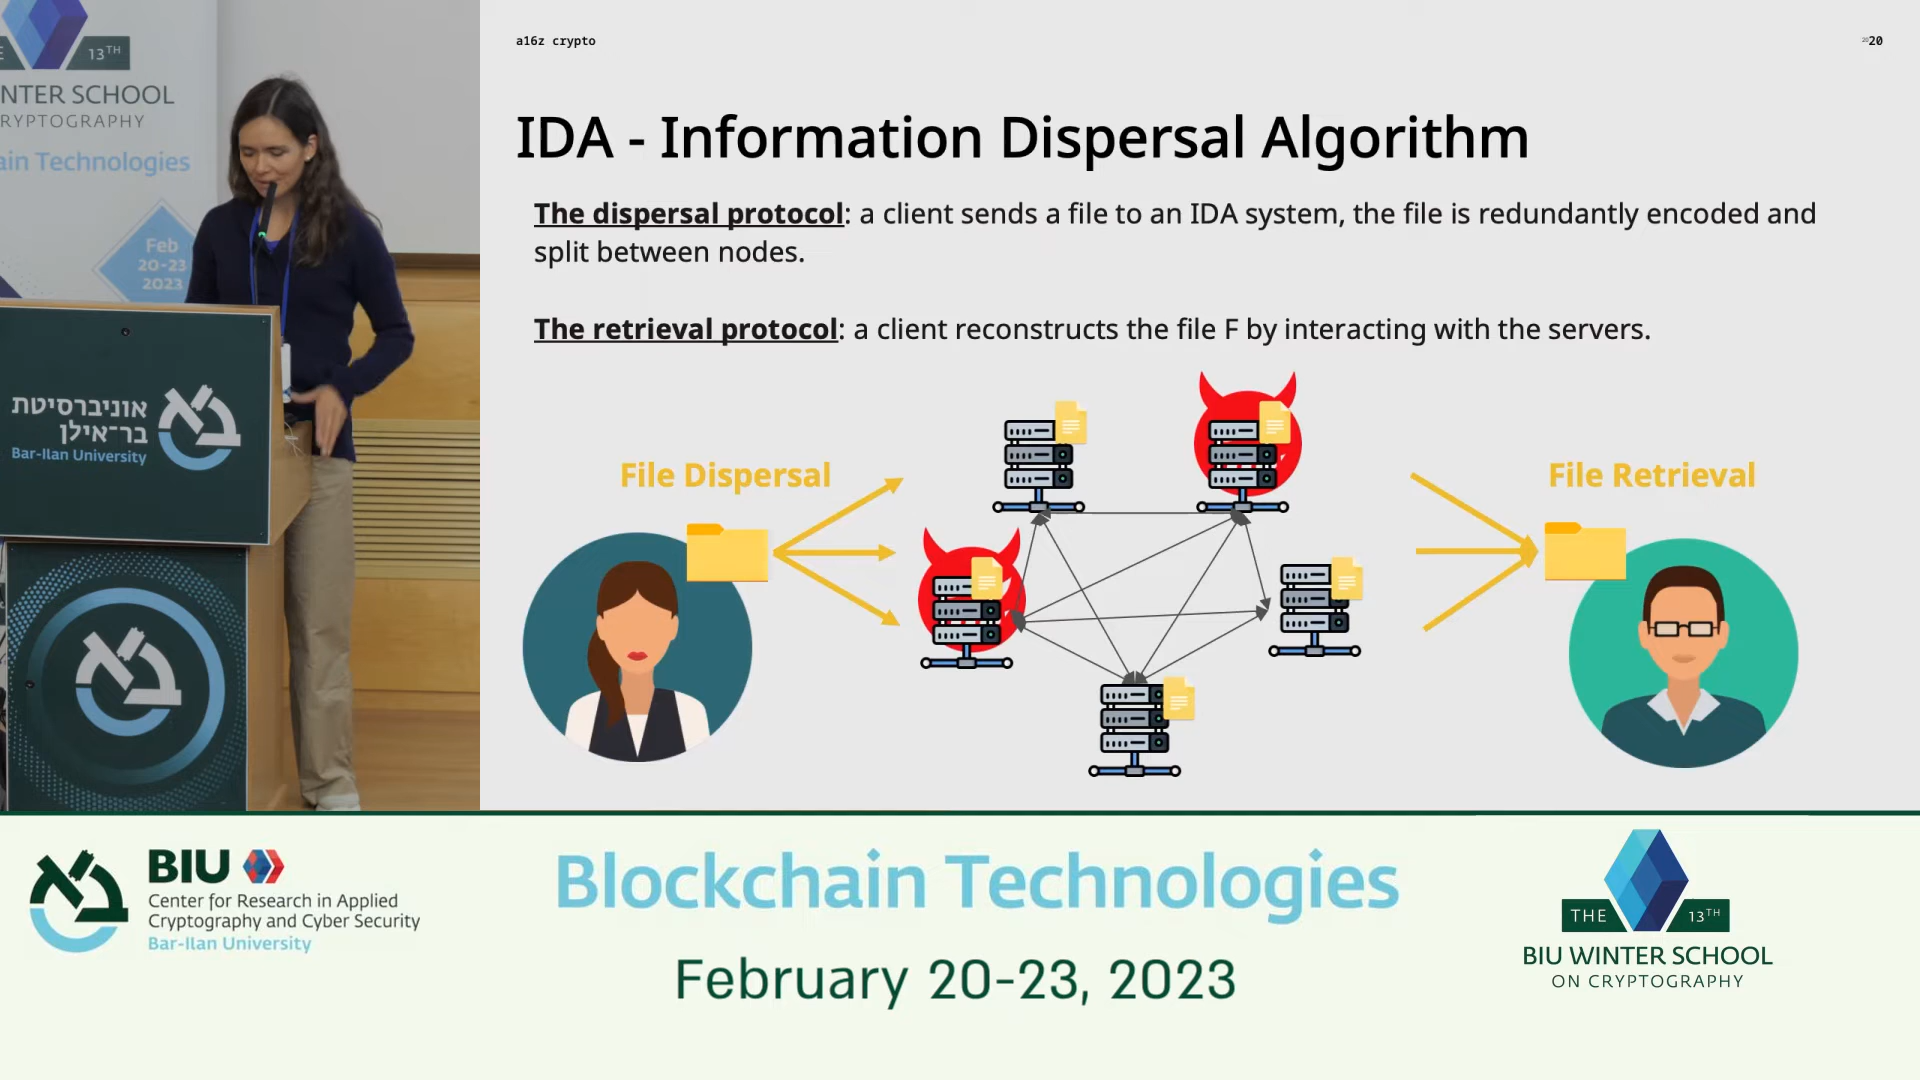 THE 13TH
NTER SCHOOL
RYPTOGRAPHY
ain Technologies
Feb
20-23
2023
אוניברסיטת
בר־אילן
Bar-Ilan University
a16z crypto
20
IDA - Information Dispersal Algorithm
The dispersal protocol: a client sends a file to an IDA system, the file is redundantly encoded and
split between nodes.
The retrieval protocol: a client reconstructs the file F by interacting with the servers.
File Dispersal
File Retrieval
BIU
Center for Research in Applied
Cryptography and Cyber Security
Bar-Ilan University
Blockchain Technologies
February 20-23, 2023
THE 13TH
BIU WINTER SCHOOL
ON CRYPTOGRAPHY